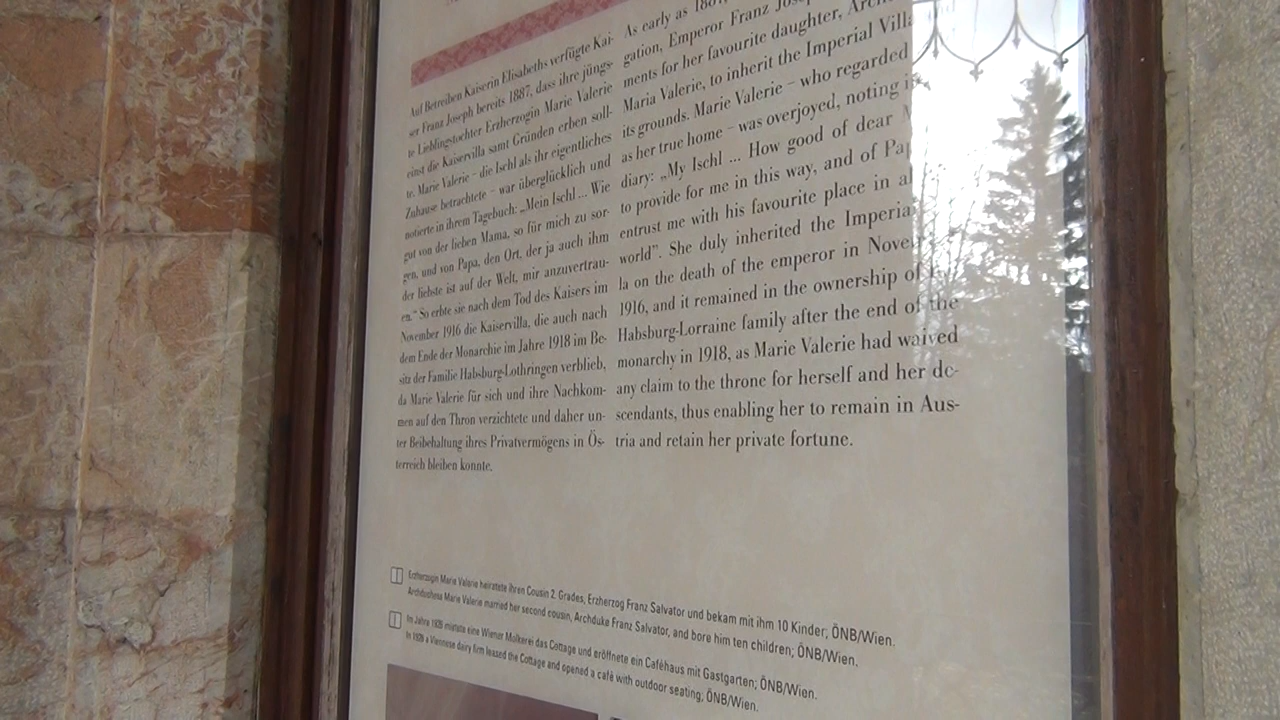 Auf Betreiben Kaiserin Elisabeths verfügte Kai-
ser Franz Joseph bereits 1887, dass ihre jüngs-
te Lieblingstochter Erzherzogin Marie Valerie
einst die Kaiservilla samt Gründen erben soll-
te. Marie Valerie – die Ischl als ihr eigentliches
Zuhause betrachtete – war überglücklich und
notierte in ihrem Tagebuch: „Mein Ischl ... Wie
gut von der lieben Mama, so für mich zu sor-
gen, und von Papa, den Ort, der ja auch ihm
der liebste ist auf der Welt, mir anzuvertrau-
en.“ So erbte sie nach dem Tod des Kaisers im
November 1916 die Kaiservilla, die auch nach
dem Ende der Monarchie im Jahre 1918 im Be-
sitz der Familie Habsburg-Lothringen verblieb,
da Marie Valerie für sich und ihre Nachkom-
men auf den Thron verzichtete und daher un-
ter Beibehaltung ihres Privatvermögens in Ös-
terreich bleiben konnte.
As early as
gation, Emperor Franz
ments for her favourite daughter,
Maria Valerie, to inherit the Imperial Villa
its grounds. Marie Valerie – who regarded
as her true home – was overjoyed, noting
diary: „My Ischl ... How good of dear
to provide for me in this way, and of
entrust me with his favourite place in
world”. She duly inherited the
la on the death of the emperor in
1916, and it remained in the ownership of
Habsburg-Lorraine family after the end of the
monarchy in 1918, as Marie Valerie had waived
any claim to the throne for herself and her de-
scendants, thus enabling her to remain in Aus-
tria and retain her private fortune.
Erzherzogin Marie Valerie heiratete ihren Cousin 2. Grades, Erzherzog Franz Salvator und bekam mit ihm 10 Kinder; ÖNB/Wien.
Archduchess Marie Valerie married her second cousin, Archduke Franz Salvator, and bore him ten children; ÖNB/Wien.
Im Jahre 1928 mietete eine Wiener Molkerei das Cottage und eröffnete ein Caféhaus mit Gastgarten; ÖNB/Wien.
In 1928 a Viennese dairy firm leased the Cottage and opened a café with outdoor seating; ÖNB/Wien.